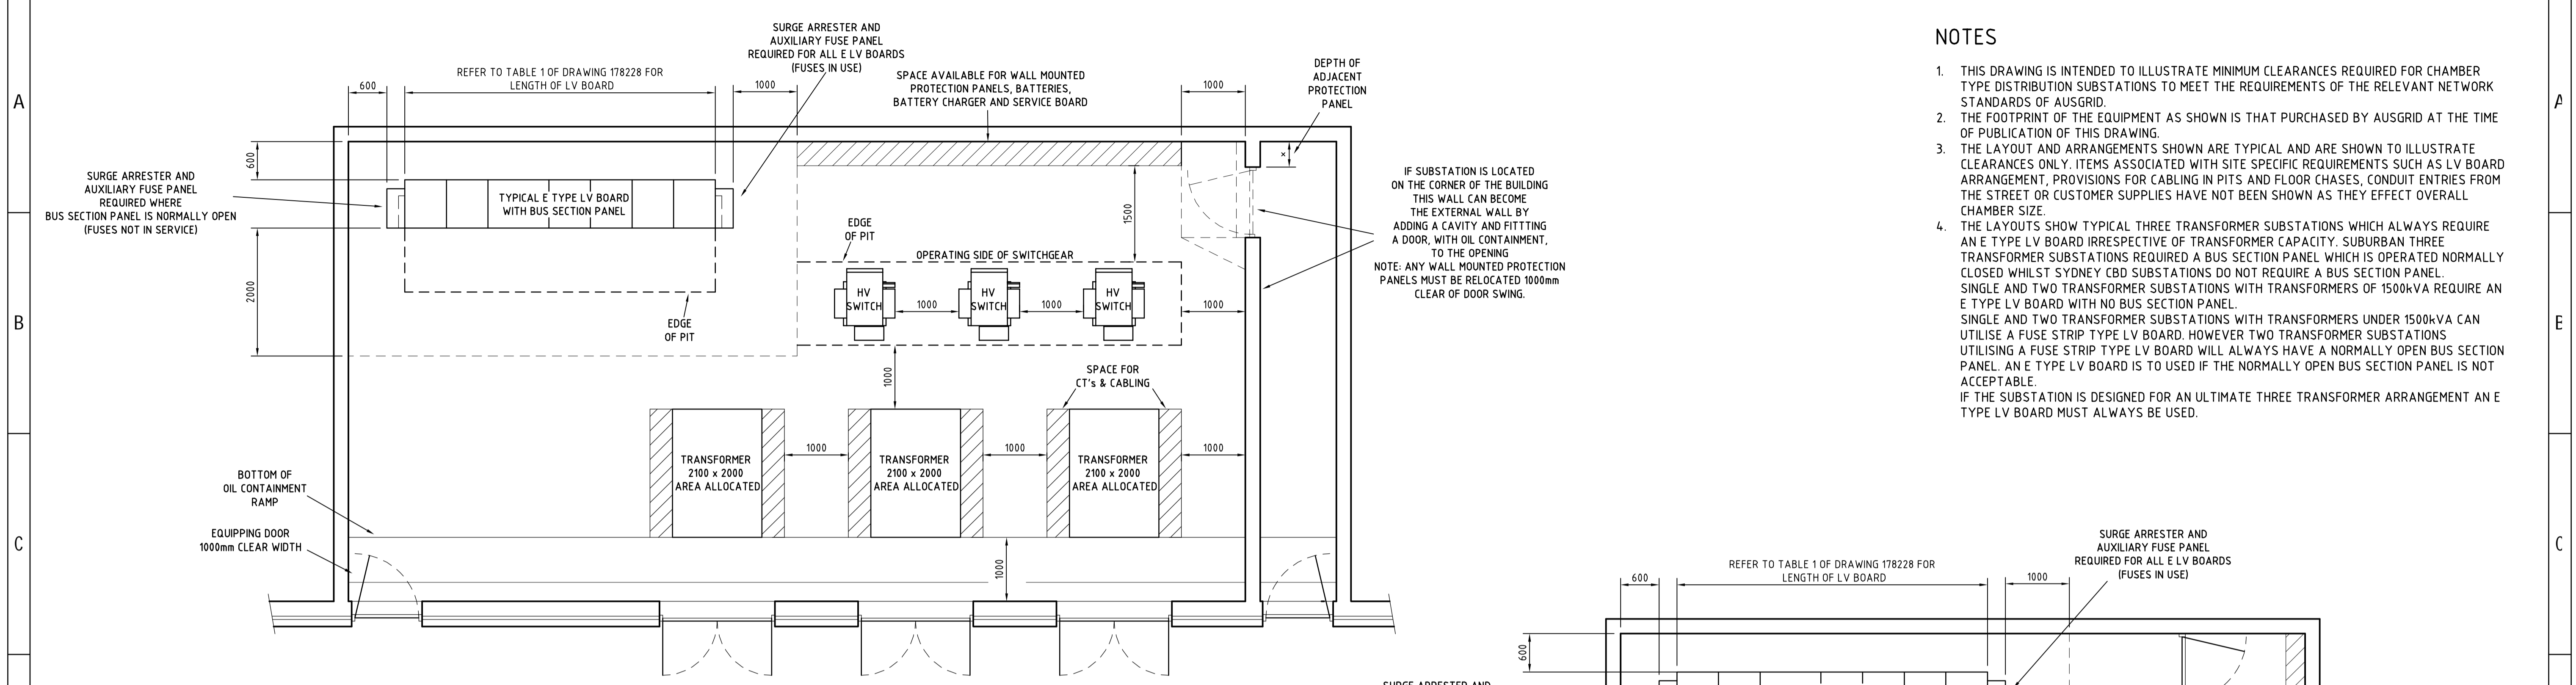 SURGE ARRESTER AND
AUXILIARY FUSE PANEL
REQUIRED FOR ALL E LV BOARDS
(FUSES IN USE)
REFER TO TABLE 1 OF DRAWING 178228 FOR
LENGTH OF LV BOARD
600
1000
SPACE AVAILABLE FOR WALL MOUNTED
PROTECTION PANELS, BATTERIES,
BATTERY CHARGER AND SERVICE BOARD
1000
DEPTH OF
ADJACENT
PROTECTION
PANEL
A
600
x
SURGE ARRESTER AND
AUXILIARY FUSE PANEL
REQUIRED WHERE
BUS SECTION PANEL IS NORMALLY OPEN
(FUSES NOT IN SERVICE)
TYPICAL E TYPE LV BOARD
WITH BUS SECTION PANEL
1500
IF SUBSTATION IS LOCATED
ON THE CORNER OF THE BUILDING
THIS WALL CAN BECOME
THE EXTERNAL WALL BY
ADDING A CAVITY AND FITTTING
A DOOR, WITH OIL CONTAINMENT,
TO THE OPENING
NOTE: ANY WALL MOUNTED PROTECTION
PANELS MUST BE RELOCATED 1000mm
CLEAR OF DOOR SWING.
EDGE
OF PIT
OPERATING SIDE OF SWITCHGEAR
2000
B
EDGE
OF PIT
HV
SWITCH
1000
HV
SWITCH
1000
HV
SWITCH
1000
1000
SPACE FOR
CT's & CABLING
TRANSFORMER
2100 x 2000
AREA ALLOCATED
1000
TRANSFORMER
2100 x 2000
AREA ALLOCATED
1000
TRANSFORMER
2100 x 2000
AREA ALLOCATED
1000
BOTTOM OF
OIL CONTAINMENT
RAMP
C
EQUIPPING DOOR
1000mm CLEAR WIDTH
1000
NOTES
1. THIS DRAWING IS INTENDED TO ILLUSTRATE MINIMUM CLEARANCES REQUIRED FOR CHAMBER
TYPE DISTRIBUTION SUBSTATIONS TO MEET THE REQUIREMENTS OF THE RELEVANT NETWORK
STANDARDS OF AUSGRID.
2. THE FOOTPRINT OF THE EQUIPMENT AS SHOWN IS THAT PURCHASED BY AUSGRID AT THE TIME
OF PUBLICATION OF THIS DRAWING.
3. THE LAYOUT AND ARRANGEMENTS SHOWN ARE TYPICAL AND ARE SHOWN TO ILLUSTRATE
CLEARANCES ONLY. ITEMS ASSOCIATED WITH SITE SPECIFIC REQUIREMENTS SUCH AS LV BOARD
ARRANGEMENT, PROVISIONS FOR CABLING IN PITS AND FLOOR CHASES, CONDUIT ENTRIES FROM
THE STREET OR CUSTOMER SUPPLIES HAVE NOT BEEN SHOWN AS THEY EFFECT OVERALL
CHAMBER SIZE.
4. THE LAYOUTS SHOW TYPICAL THREE TRANSFORMER SUBSTATIONS WHICH ALWAYS REQUIRE
AN E TYPE LV BOARD IRRESPECTIVE OF TRANSFORMER CAPACITY. SUBURBAN THREE
TRANSFORMER SUBSTATIONS REQUIRED A BUS SECTION PANEL WHICH IS OPERATED NORMALLY
CLOSED WHILST SYDNEY CBD SUBSTATIONS DO NOT REQUIRE A BUS SECTION PANEL.
SINGLE AND TWO TRANSFORMER SUBSTATIONS WITH TRANSFORMERS OF 1500kVA REQUIRE AN
E TYPE LV BOARD WITH NO BUS SECTION PANEL.
SINGLE AND TWO TRANSFORMER SUBSTATIONS WITH TRANSFORMERS UNDER 1500kVA CAN
UTILISE A FUSE STRIP TYPE LV BOARD. HOWEVER TWO TRANSFORMER SUBSTATIONS
UTILISING A FUSE STRIP TYPE LV BOARD WILL ALWAYS HAVE A NORMALLY OPEN BUS SECTION
PANEL. AN E TYPE LV BOARD IS TO USED IF THE NORMALLY OPEN BUS SECTION PANEL IS NOT
ACCEPTABLE.
IF THE SUBSTATION IS DESIGNED FOR AN ULTIMATE THREE TRANSFORMER ARRANGEMENT AN E
TYPE LV BOARD MUST ALWAYS BE USED.
SURGE ARRESTER AND
AUXILIARY FUSE PANEL
REQUIRED FOR ALL E LV BOARDS
(FUSES IN USE)
REFER TO TABLE 1 OF DRAWING 178228 FOR
LENGTH OF LV BOARD
600
1000
600